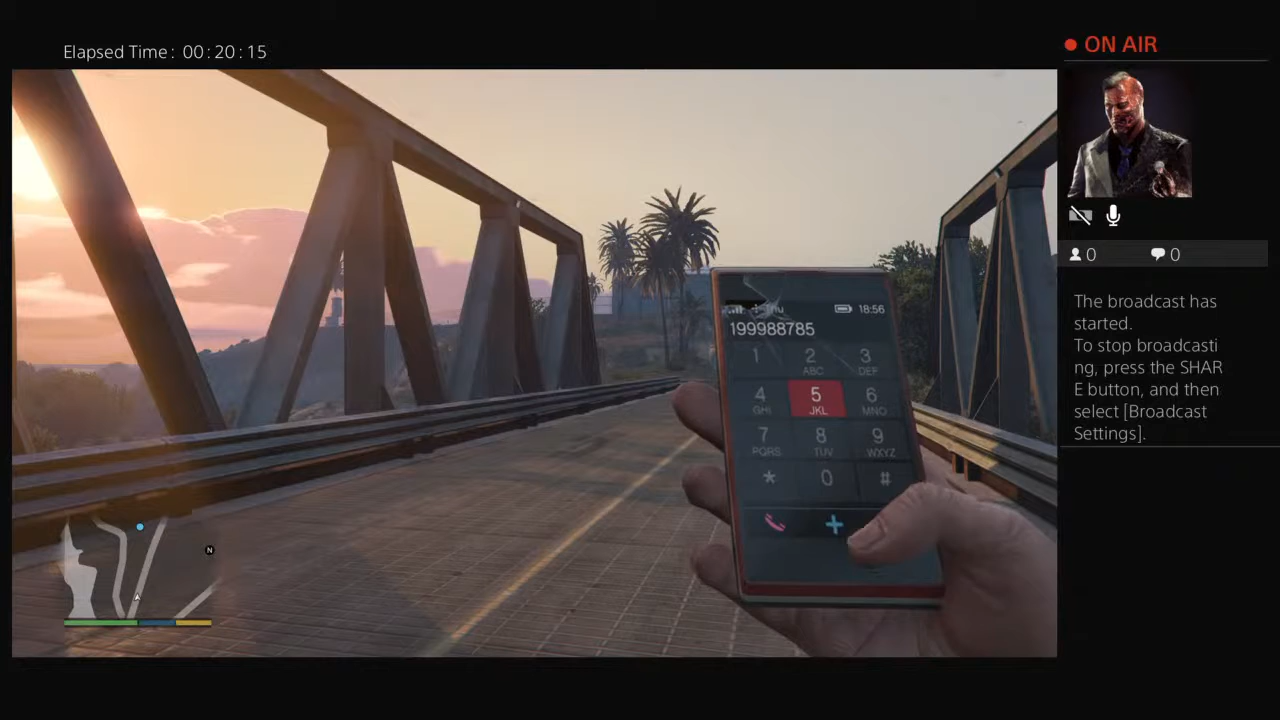 Elapsed Time: 00:20:15
ON AIR
0 0
The broadcast has
started.
To stop broadcasti
ng, press the SHAR
E button, and then
select [Broadcast
Settings].
Thu 18:56
199988785
1 2 3
ABC DEF
4 5 6
GHI JKL MNO
7 8 9
PQRS TUV WXYZ
* 0 #
+
N